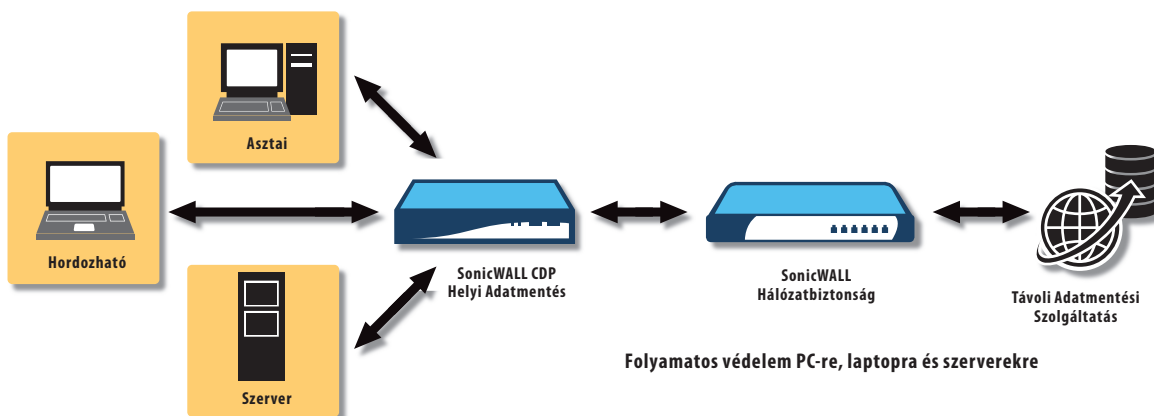 Asztai
Hordozható
Szerver
SonicWALL CDP
Helyi Adatmentés
SonicWALL
Hálózatbiztonság
Távoli Adatmentési
Szolgáltatás
Folyamatos védelem PC-re, laptopra és szerverekre